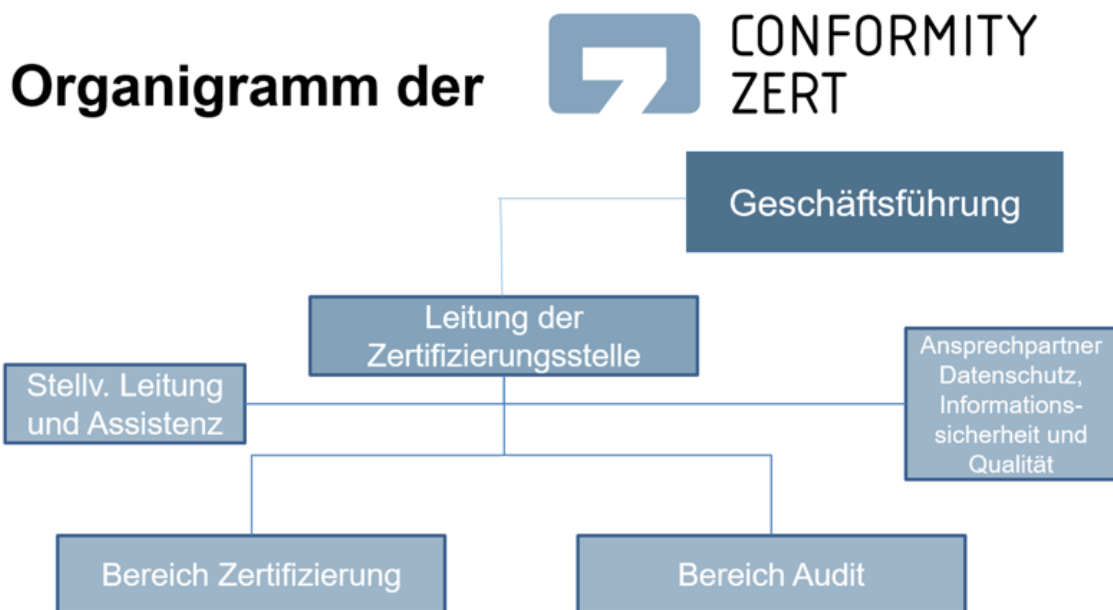 Organigramm der
CONFORMITY
ZERT
Geschäftsführung
Leitung der
Zertifizierungsstelle
Stellv. Leitung
und Assistenz
Ansprechpartner
Datenschutz,
Informations-
sicherheit und
Qualität
Bereich Zertifizierung
Bereich Audit